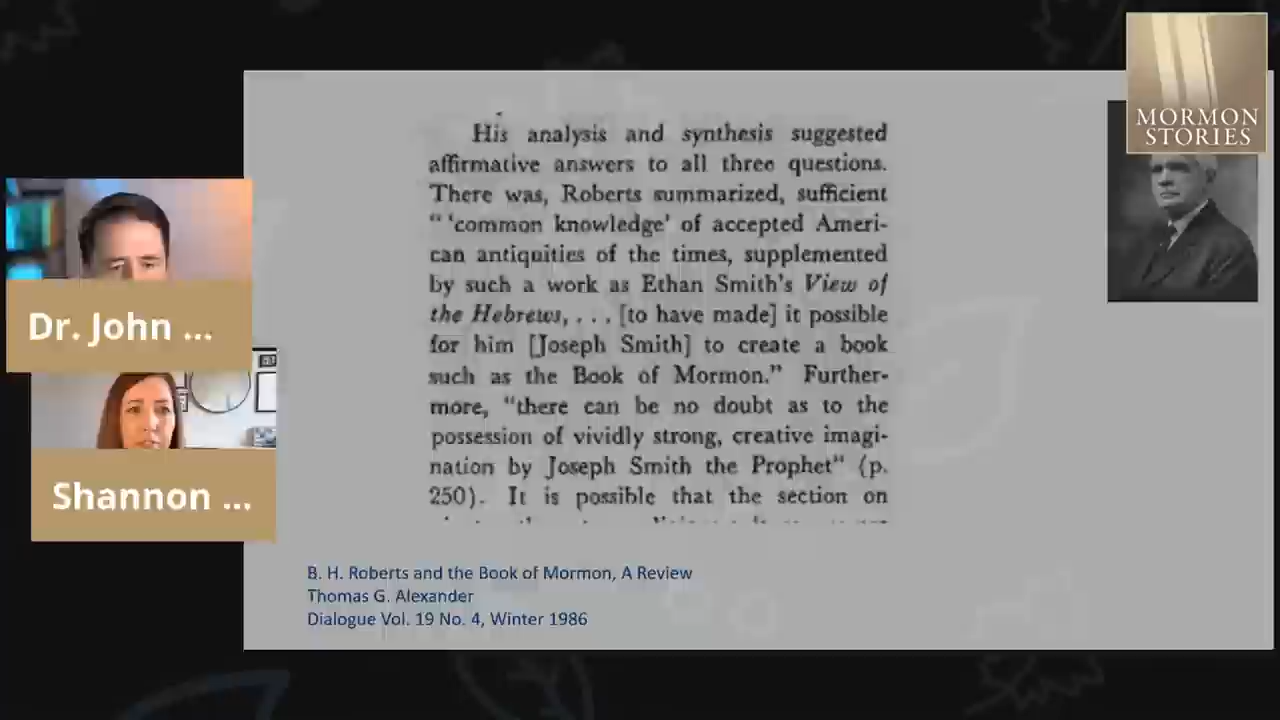 MORMON
STORIES
His analysis and synthesis suggested
affirmative answers to all three questions.
There was, Roberts summarized, sufficient
“ ‘common knowledge’ of accepted Ameri-
can antiquities of the times, supplemented
by such a work as Ethan Smith's View of
the Hebrews, . . . [to have made] it possible
for him [Joseph Smith] to create a book
such as the Book of Mormon.” Further-
more, “there can be no doubt as to the
possession of vividly strong, creative imagi-
nation by Joseph Smith the Prophet” (p.
250). It is possible that the section on
Dr. John ...
Shannon ...
B. H. Roberts and the Book of Mormon, A Review
Thomas G. Alexander
Dialogue Vol. 19 No. 4, Winter 1986